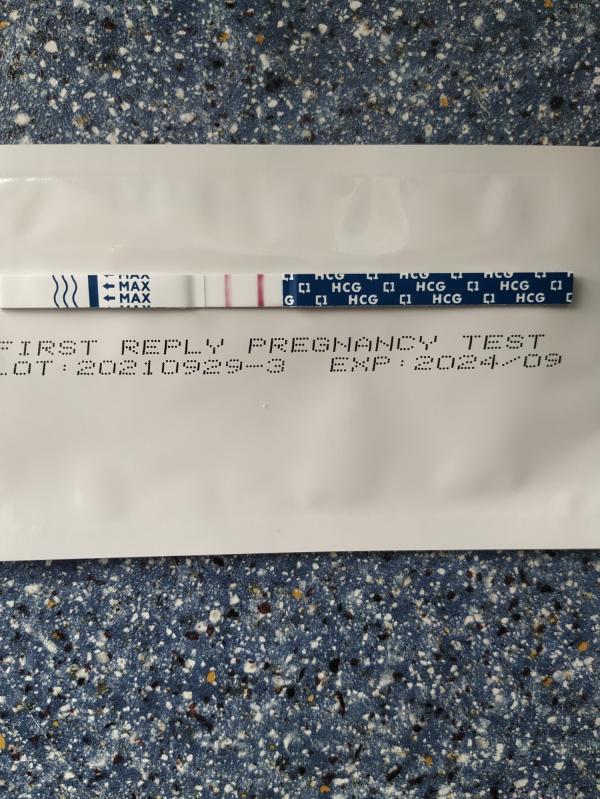 MAX
MAX
MAX
HCG HCG HCG
HCG HCG HCG HCG
HCG HCG HCG
FIRST REPLY PREGNANCY TEST
LOT:20210929-3 EXP:2024/09